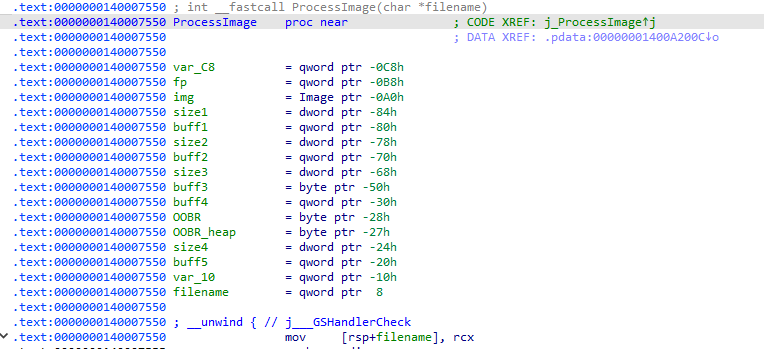 .text:0000000140007550 ; int __fastcall ProcessImage(char *filename)
.text:0000000140007550 ProcessImage    proc near               ; CODE XREF: j_ProcessImage↑j
.text:0000000140007550                                         ; DATA XREF: .pdata:00000001400A200C↓o
.text:0000000140007550
.text:0000000140007550 var_C8          = qword ptr -0C8h
.text:0000000140007550 fp              = qword ptr -0B8h
.text:0000000140007550 img             = Image ptr -0A0h
.text:0000000140007550 size1           = dword ptr -84h
.text:0000000140007550 buff1           = qword ptr -80h
.text:0000000140007550 size2           = dword ptr -78h
.text:0000000140007550 buff2           = qword ptr -70h
.text:0000000140007550 size3           = dword ptr -68h
.text:0000000140007550 buff3           = byte ptr -50h
.text:0000000140007550 buff4           = qword ptr -30h
.text:0000000140007550 OOBR            = byte ptr -28h
.text:0000000140007550 OOBR_heap       = byte ptr -27h
.text:0000000140007550 size4           = dword ptr -24h
.text:0000000140007550 buff5           = qword ptr -20h
.text:0000000140007550 var_10          = qword ptr -10h
.text:0000000140007550 filename        = qword ptr  8
.text:0000000140007550
.text:0000000140007550 ; __unwind { // j___GSHandlerCheck
.text:0000000140007550                 mov     [rsp+filename], rcx